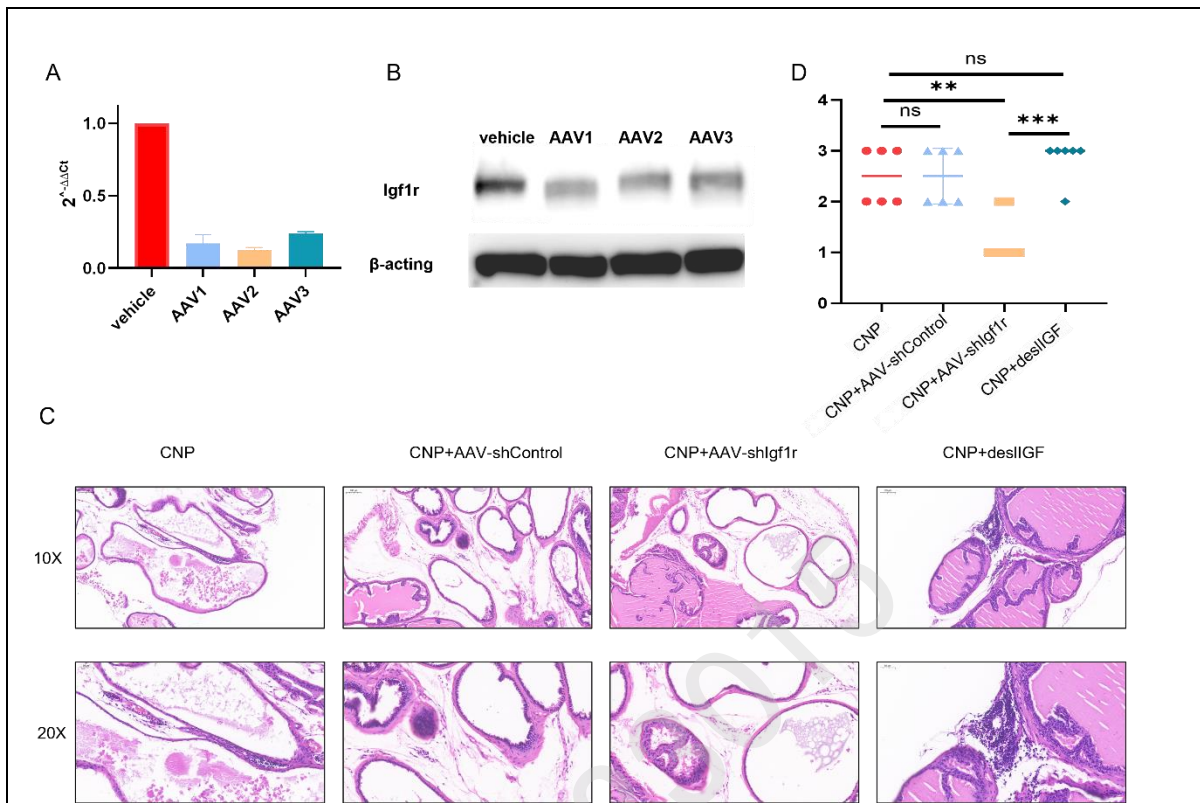 A
2^-ΔΔCt
1.0
0.5
0.0
vehicle
AAV1
AAV2
AAV3
B
vehicle AAV1 AAV2 AAV3
Igf1r
β-acting
D
ns
**
ns
***
4
3
2
1
0
CNP
CNP+AAV-shControl
CNP+AAV-shIgf1r
CNP+desIIGF
C
CNP CNP+AAV-shControl CNP+AAV-shIgf1r CNP+desIIGF
10X
20X